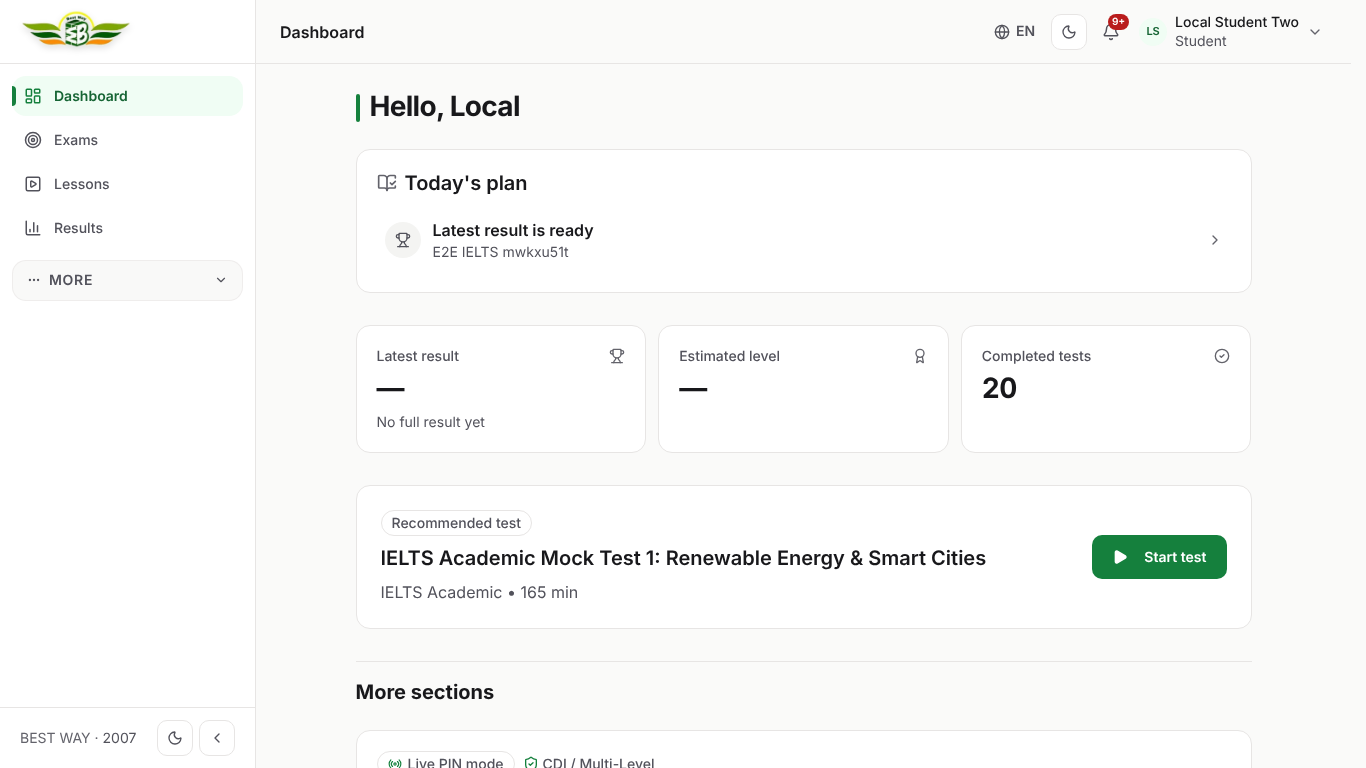 Dashboard
EN
9+
LS
Local Student Two
Student
Dashboard
Exams
Lessons
Results
MORE
BEST WAY · 2007
Hello, Local
Today's plan
Latest result is ready
E2E IELTS mwkxu51t
Latest result
—
No full result yet
Estimated level
—
Completed tests
20
Recommended test
IELTS Academic Mock Test 1: Renewable Energy & Smart Cities
IELTS Academic • 165 min
Start test
More sections
Live PIN mode
CDI / Multi-Level